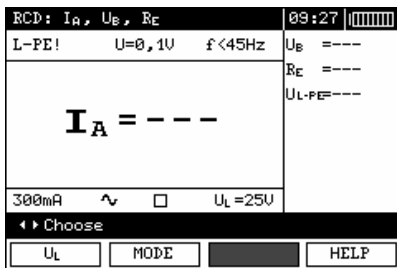 RCD: IA, UB, RE 09:27
L-PE! U=0,1V f<45Hz
UB =---
RE =---
UL-PE=---
IA = ---
300mA UL=25V
Choose
UL MODE HELP